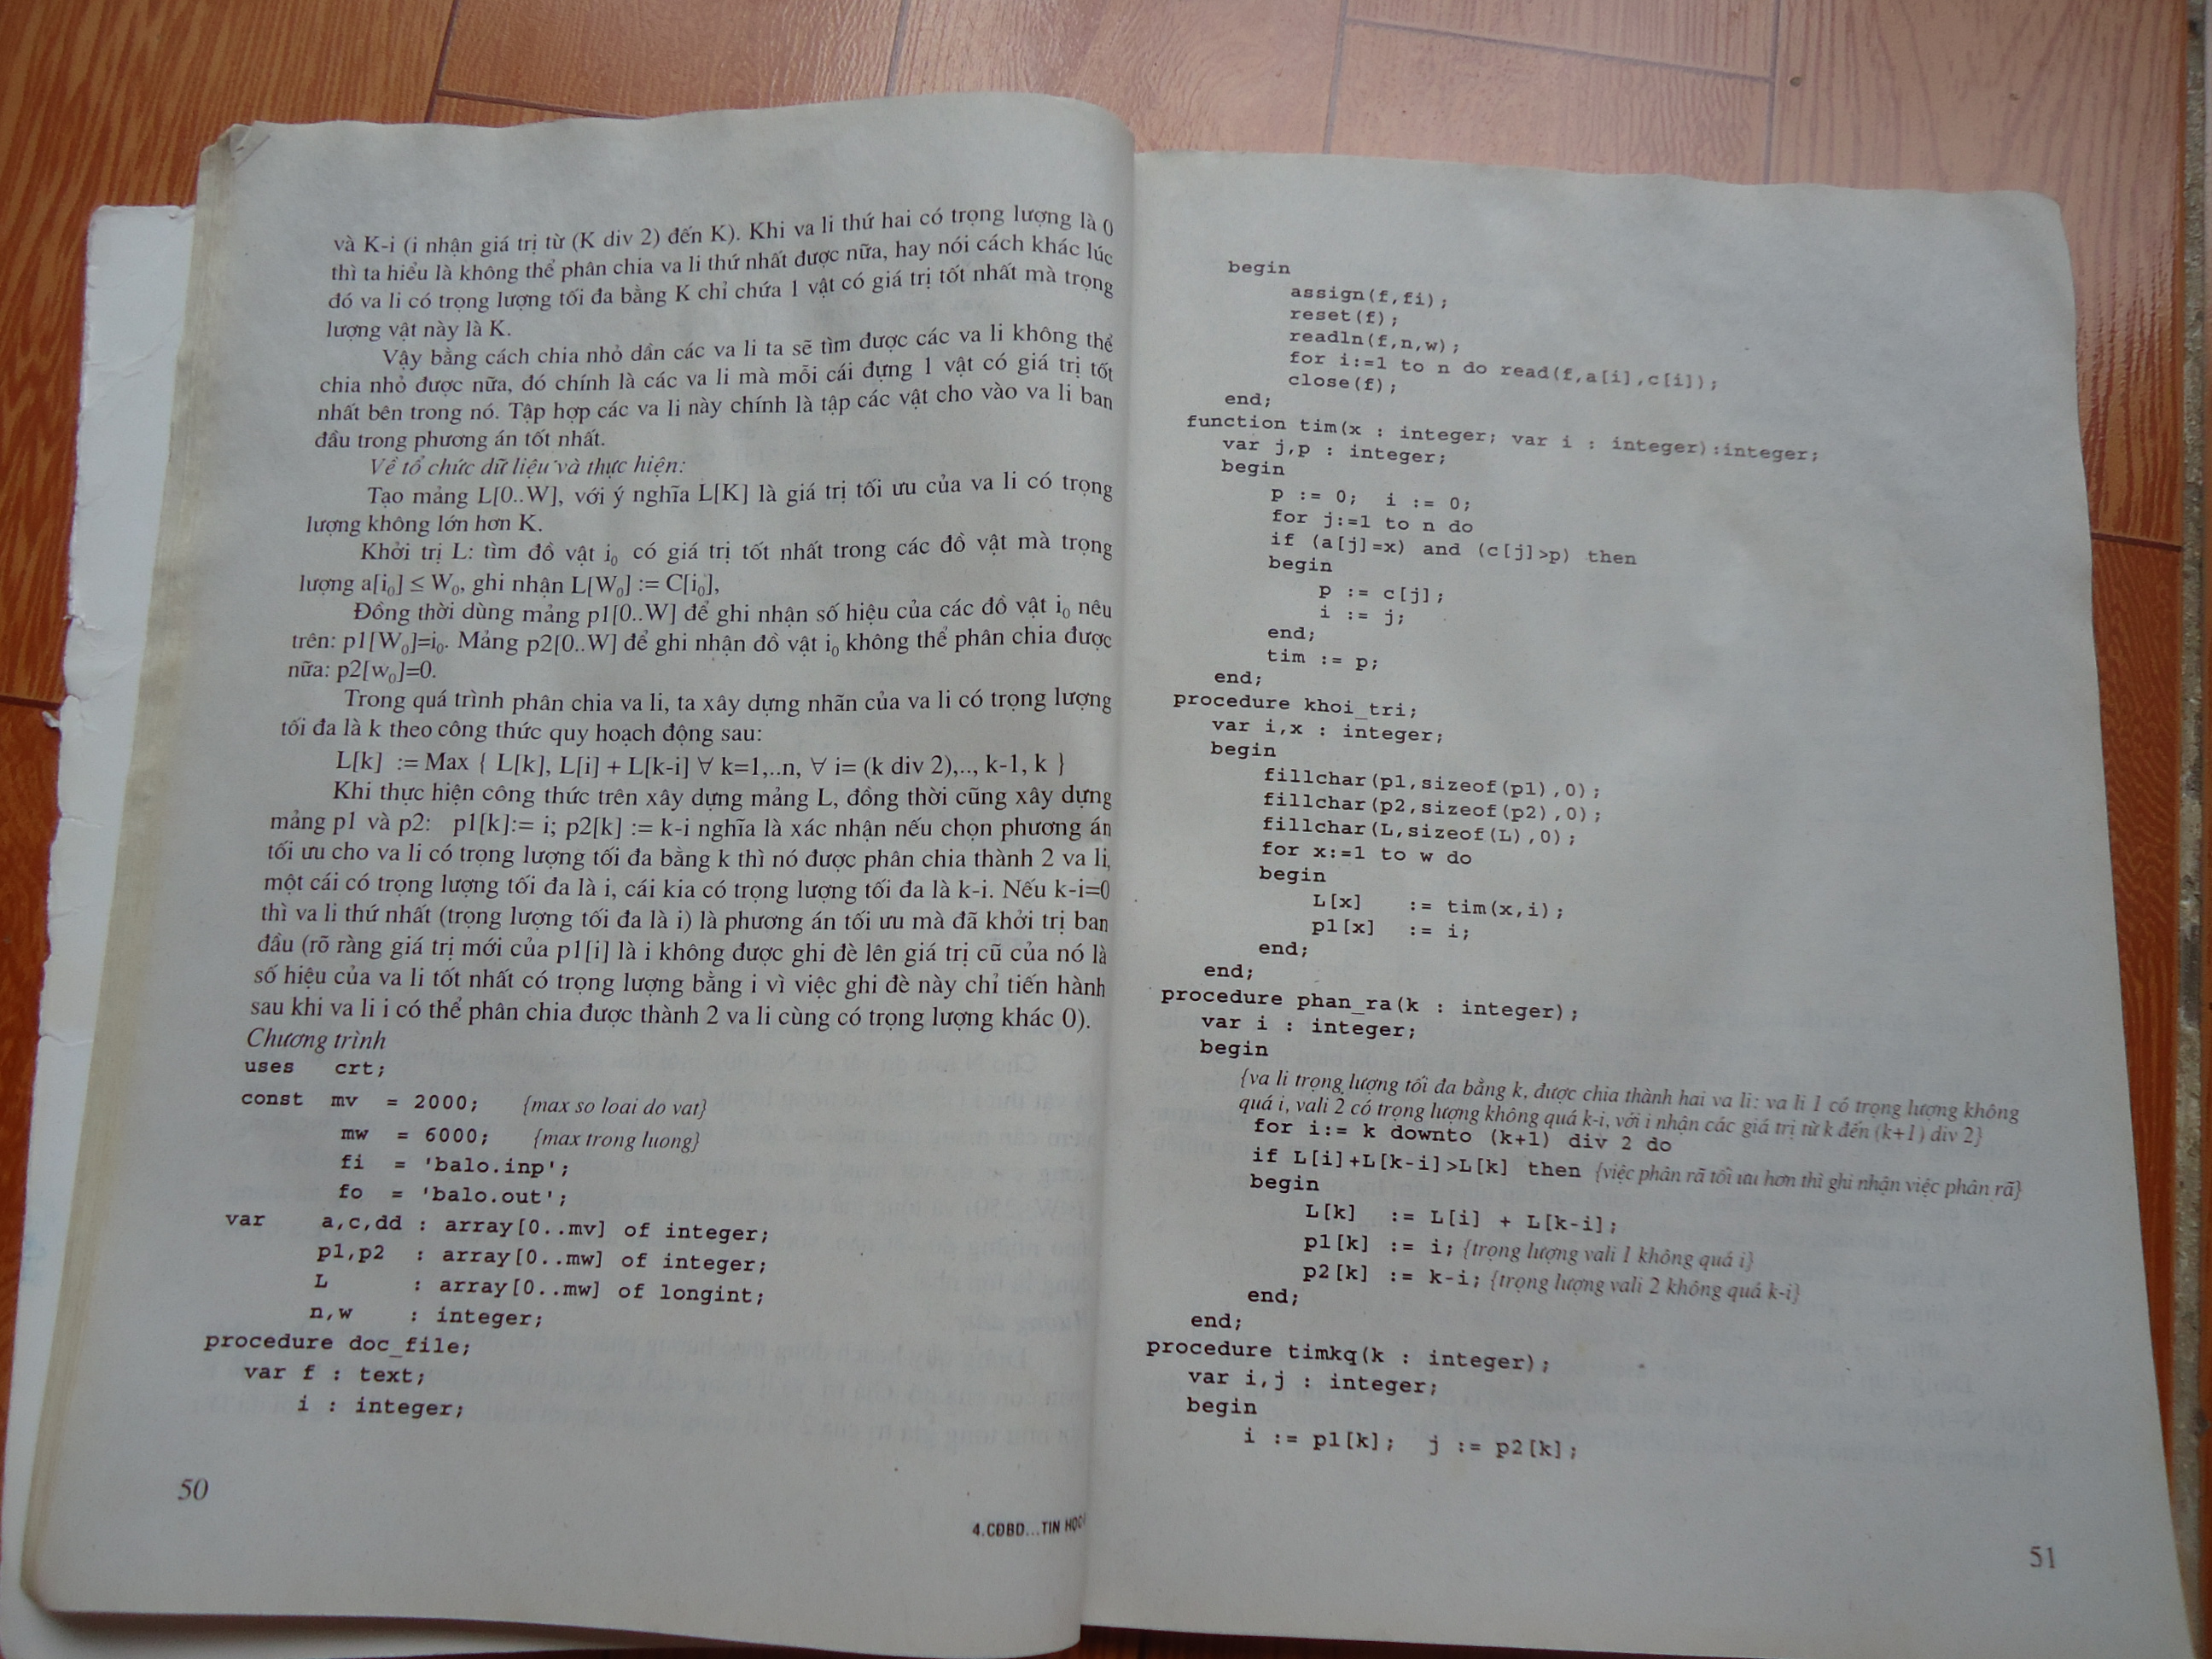 và K-i (i nhận giá trị từ (K div 2) đến K). Khi va li thứ hai có trọng lượng là 0
thì ta hiểu là không thể phân chia va li thứ nhất được nữa, hay nói cách khác lúc
đó va li có trọng lượng tối đa bằng K chỉ chứa 1 vật có giá trị tốt nhất mà trọng
lượng vật này là K.
Vậy bằng cách chia nhỏ dần các va li ta sẽ tìm được các va li không thể
chia nhỏ được nữa, đó chính là các va li mà mỗi cái đựng 1 vật có giá trị tốt
nhất bên trong nó. Tập hợp các va li này chính là tập các vật cho vào va li ban
đầu trong phương án tốt nhất.
Về tổ chức dữ liệu và thực hiện:
Tạo mảng L[0..W], với ý nghĩa L[K] là giá trị tối ưu của va li có trọng
lượng không lớn hơn K.
Khởi trị L: tìm đồ vật i₀ có giá trị tốt nhất trong các đồ vật mà trọng
lượng a[i₀] ≤ W₀, ghi nhận L[W₀] := C[i₀],
Đồng thời dùng mảng p1[0..W] để ghi nhận số hiệu của các đồ vật i₀ nêu
trên: p1[W₀]=i₀. Mảng p2[0..W] để ghi nhận đồ vật i₀ không thể phân chia được
nữa: p2[w₀]=0.
Trong quá trình phân chia va li, ta xây dựng nhãn của va li có trọng lượng
tối đa là k theo công thức quy hoạch động sau:
L[k] := Max { L[k], L[i] + L[k-i] ∀ k=1,..n, ∀ i= (k div 2),.., k-1, k }
Khi thực hiện công thức trên xây dựng mảng L, đồng thời cũng xây dựng
mảng p1 và p2: p1[k]:= i; p2[k] := k-i nghĩa là xác nhận nếu chọn phương án
tối ưu cho va li có trọng lượng tối đa bằng k thì nó được phân chia thành 2 va li,
một cái có trọng lượng tối đa là i, cái kia có trọng lượng tối đa là k-i. Nếu k-i=0
thì va li thứ nhất (trọng lượng tối đa là i) là phương án tối ưu mà đã khởi trị ban
đầu (rõ ràng giá trị mới của p1[i] là i không được ghi đè lên giá trị cũ của nó là
số hiệu của va li tốt nhất có trọng lượng bằng i vì việc ghi đè này chỉ tiến hành
sau khi va li i có thể phân chia được thành 2 va li cùng có trọng lượng khác 0).
Chương trình
uses crt;
const mv = 2000; {max so loai do vat}
mw = 6000; {max trong luong}
fi = 'balo.inp';
fo = 'balo.out';
var a,c,dd : array[0..mv] of integer;
p1,p2 : array[0..mw] of integer;
L : array[0..mw] of longint;
n,w : integer;
procedure doc_file;
var f : text;
i : integer;
50
4.CĐBD...TIN HỌC
begin
assign(f,fi);
reset(f);
readln(f,n,w);
for i:=1 to n do read(f,a[i],c[i]);
close(f);
end;
function tim(x : integer; var i : integer):integer;
var j,p : integer;
begin
p := 0; i := 0;
for j:=1 to n do
if (a[j]=x) and (c[j]>p) then
begin
p := c[j];
i := j;
end;
tim := p;
end;
procedure khoi_tri;
var i,x : integer;
begin
fillchar(p1,sizeof(p1),0);
fillchar(p2,sizeof(p2),0);
fillchar(L,sizeof(L),0);
for x:=1 to w do
begin
L[x] := tim(x,i);
p1[x] := i;
end;
end;
procedure phan_ra(k : integer);
var i : integer;
begin
{va li trọng lượng tối đa bằng k, được chia thành hai va li: va li 1 có trọng lượng không
quá i, vali 2 có trọng lượng không quá k-i, với i nhận các giá trị từ k đến (k+1) div 2}
for i:= k downto (k+1) div 2 do
if L[i]+L[k-i]>L[k] then {việc phân rã tối ưu hơn thì ghi nhận việc phân rã}
begin
L[k] := L[i] + L[k-i];
p1[k] := i; {trọng lượng vali 1 không quá i}
p2[k] := k-i; {trọng lượng vali 2 không quá k-i}
end;
end;
procedure timkq(k : integer);
var i,j : integer;
begin
i := p1[k]; j := p2[k];
51